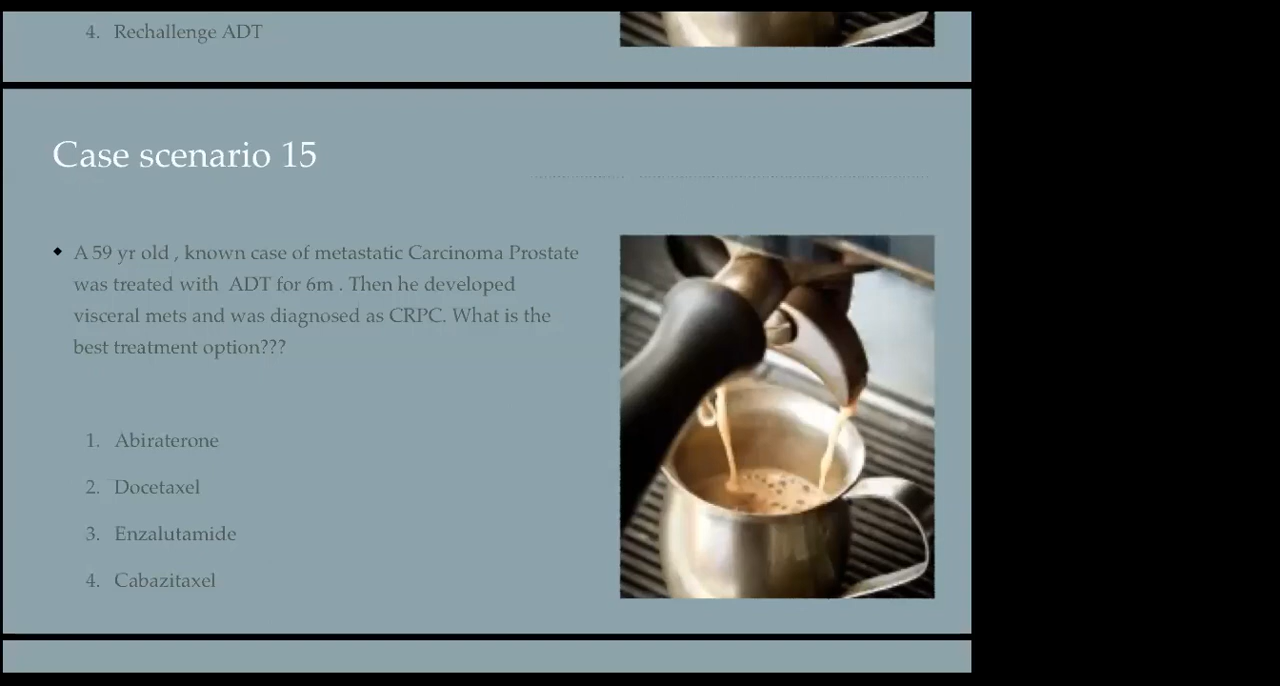 4. Rechallenge ADT
Case scenario 15
A 59 yr old , known case of metastatic Carcinoma Prostate
was treated with ADT for 6m . Then he developed
visceral mets and was diagnosed as CRPC. What is the
best treatment option???
1. Abiraterone
2. Docetaxel
3. Enzalutamide
4. Cabazitaxel